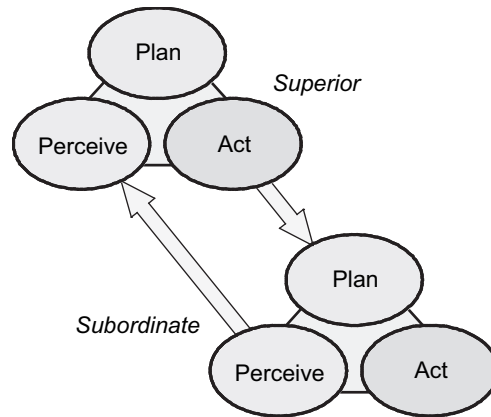 Plan
Superior
Perceive
Act
Plan
Subordinate
Perceive
Act